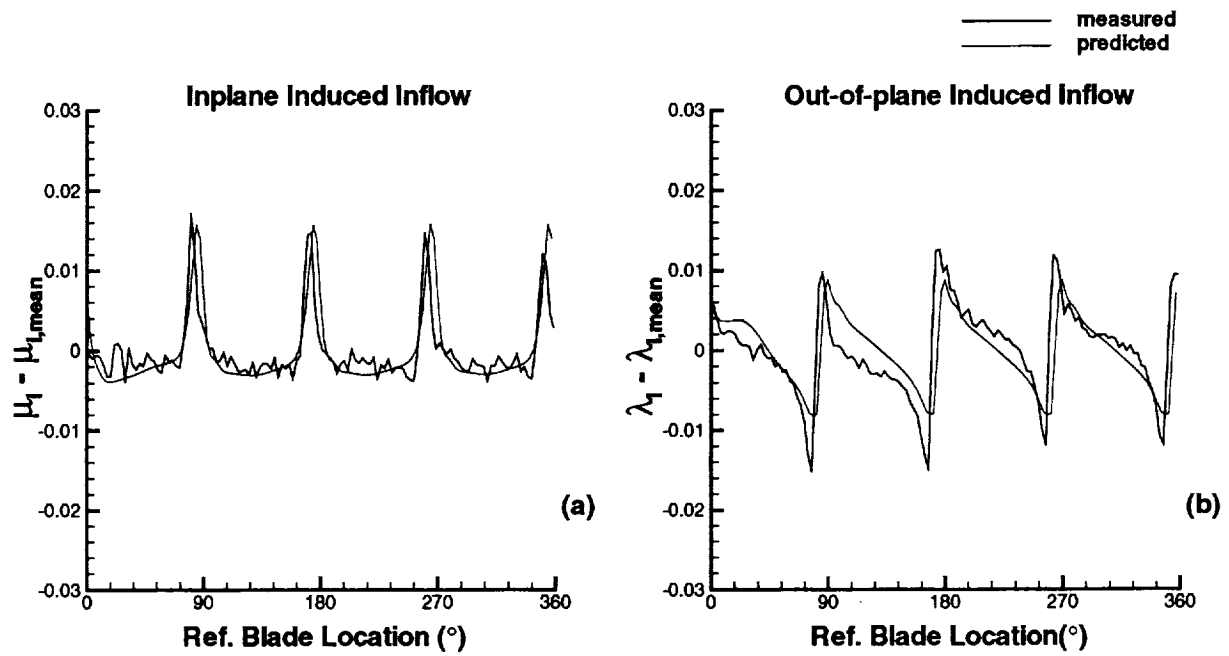 measured
predicted
Inplane Induced Inflow
0.03
0.02
0.01
0
-0.01
-0.02
-0.03
μI - μI,mean
0 90 180 270 360
Ref. Blade Location (°)
(a)
Out-of-plane Induced Inflow
0.03
0.02
0.01
0
-0.01
-0.02
-0.03
λI - λI,mean
0 90 180 270 360
Ref. Blade Location(°)
(b)